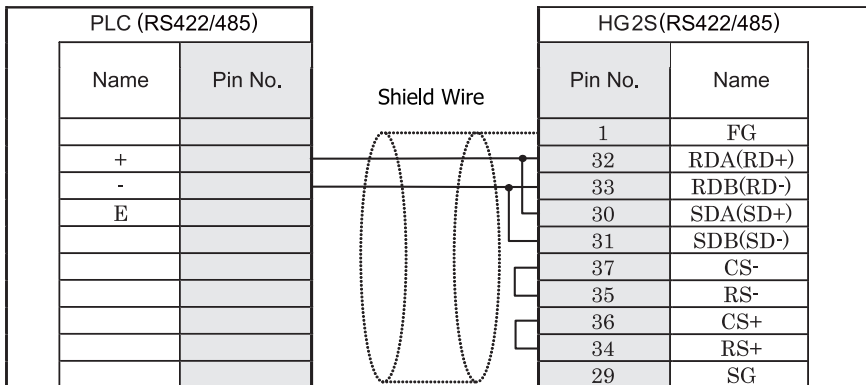 PLC (RS422/485) HG2S(RS422/485)
Name Pin No. Shield Wire Pin No. Name
1 FG
+ 32 RDA(RD+)
- 33 RDB(RD-)
E 30 SDA(SD+)
31 SDB(SD-)
37 CS-
35 RS-
36 CS+
34 RS+
29 SG